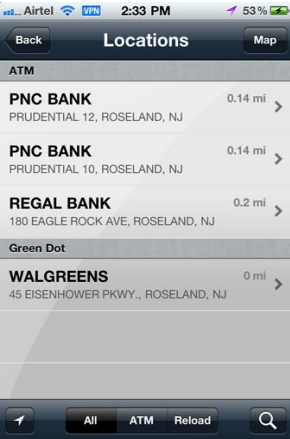 Airtel VPN 2:33 PM 53%
Back Locations Map
ATM
PNC BANK 0.14 mi
PRUDENTIAL 12, ROSELAND, NJ
PNC BANK 0.14 mi
PRUDENTIAL 10, ROSELAND, NJ
REGAL BANK 0.2 mi
180 EAGLE ROCK AVE, ROSELAND, NJ
Green Dot
WALGREENS 0 mi
45 EISENHOWER PKWY., ROSELAND, NJ
All ATM Reload